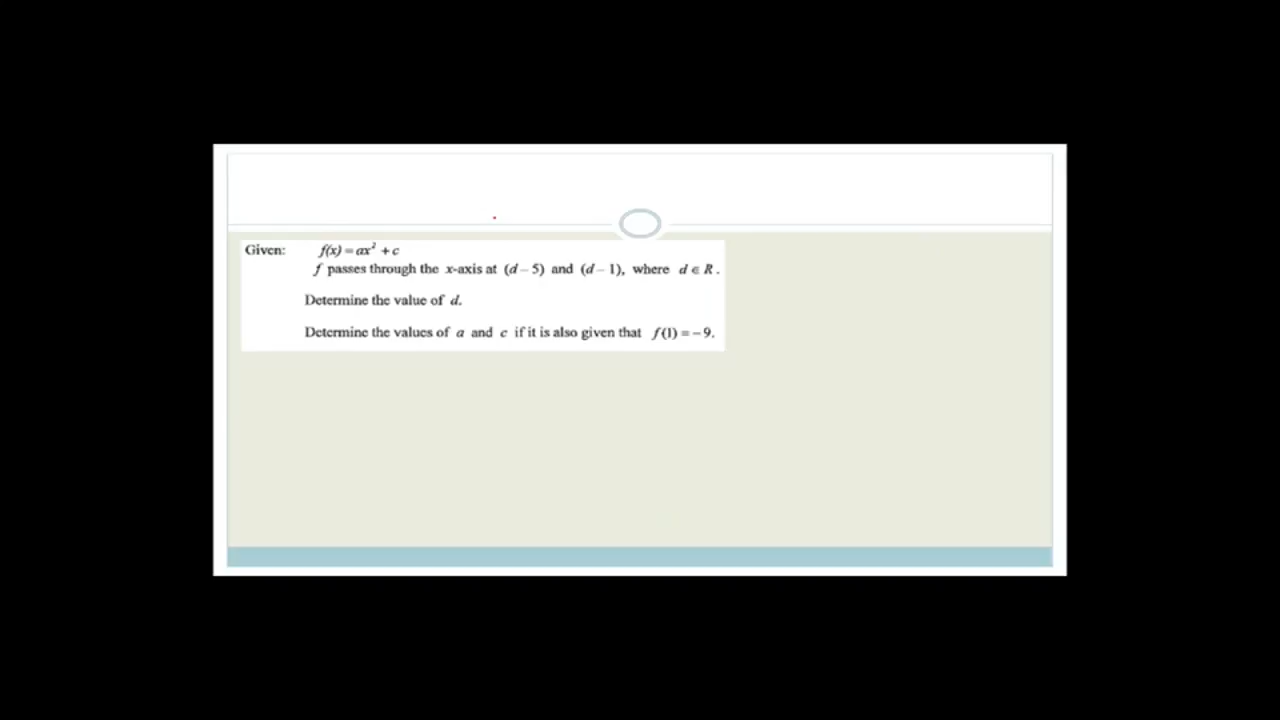 Given: f(x) = ax² + c
f passes through the x-axis at (d – 5) and (d – 1), where d ∈ R.
Determine the value of d.
Determine the values of a and c if it is also given that f(1) = – 9.